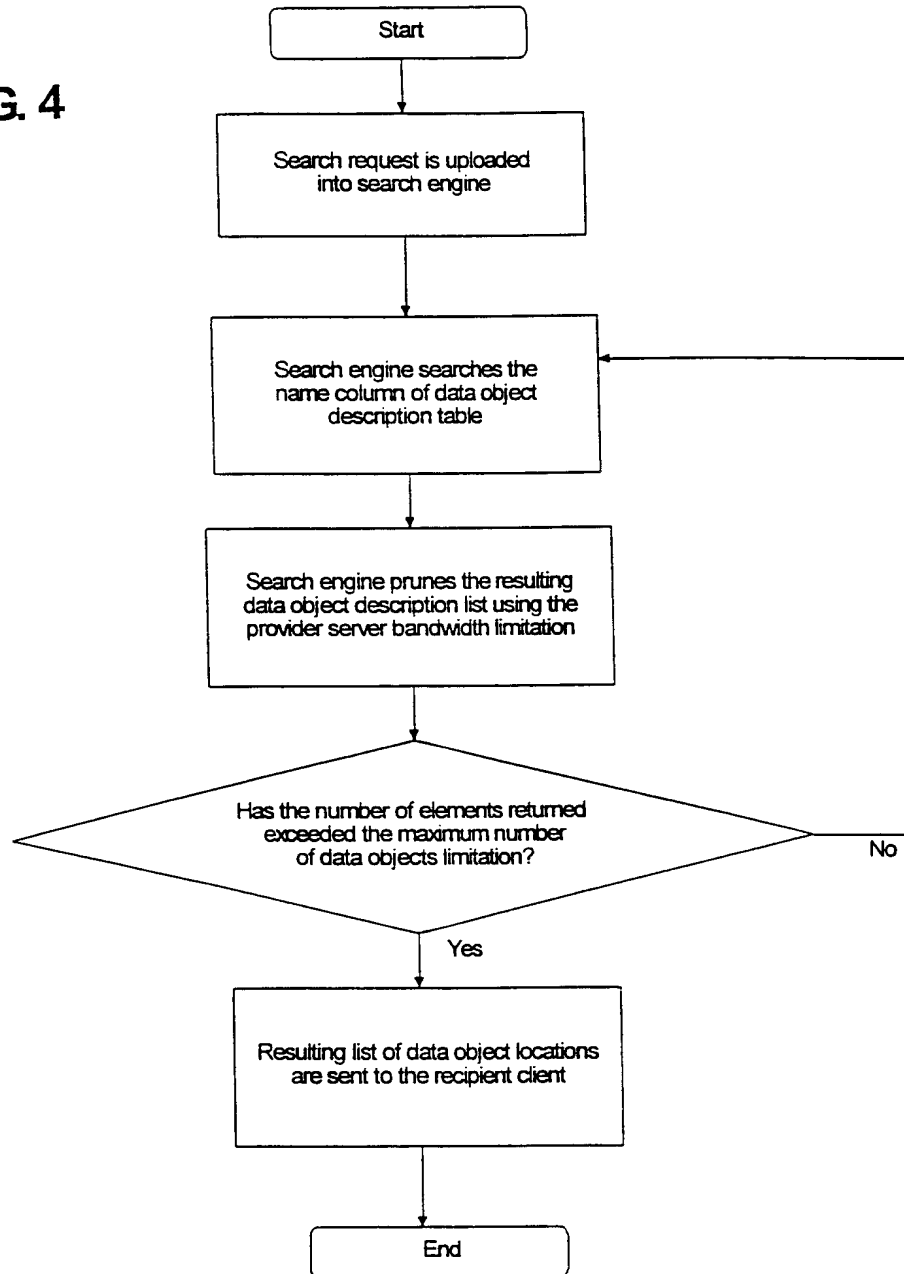 G. 4
Start
Search request is uploaded
into search engine
Search engine searches the
name column of data object
description table
Search engine prunes the resulting
data object description list using the
provider server bandwidth limitation
Has the number of elements returned
exceeded the maximum number
of data objects limitation?
No
Yes
Resulting list of data object locations
are sent to the recipient client
End